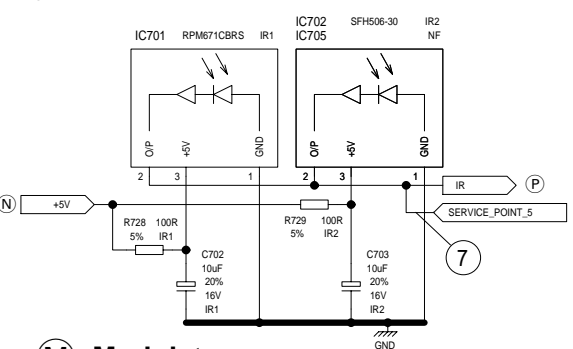 IC701 RPM671CBRS IR1
IC702 SFH506-30 IR2
IC705 NF
O/P +5V GND
O/P +5V GND
2 3 1
2 3 1
N +5V
IR P
SERVICE_POINT_5
R728 100R
5% IR1
R729 100R
5% IR2
7
C702
10uF
20%
16V
IR1
C703
10uF
20%
16V
IR2
GND